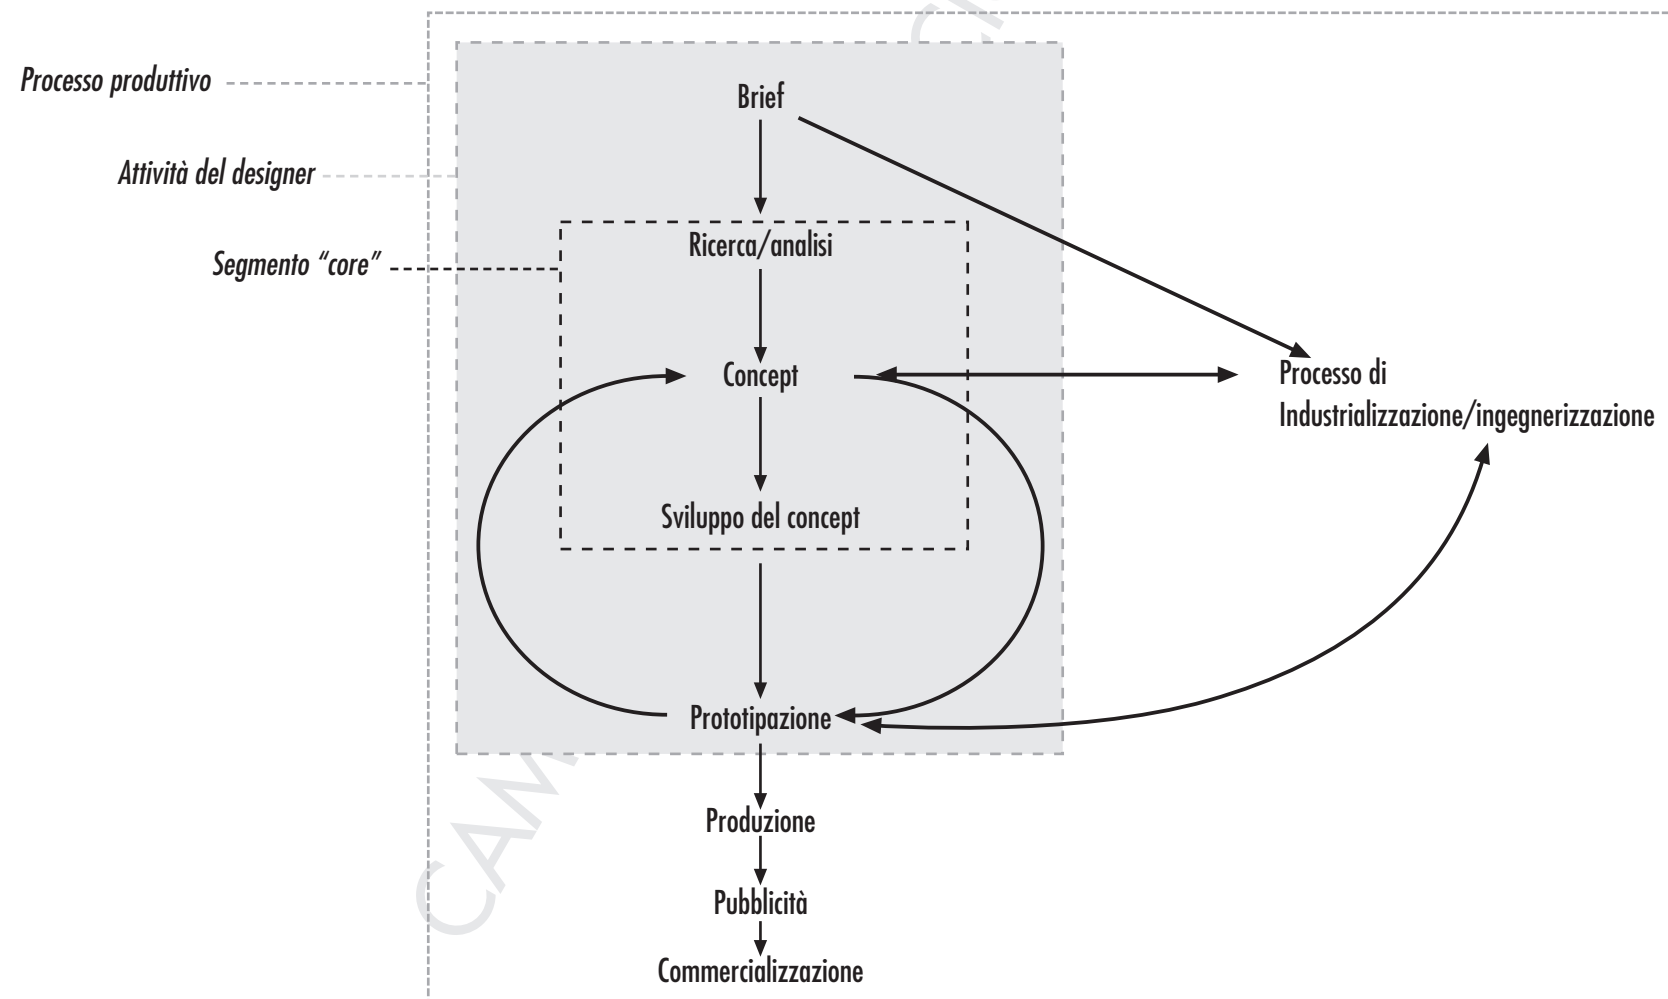 Processo produttivo
Brief
Attività del designer
Ricerca/analisi
Segmento “core”
Concept
Processo di
Industrializzazione/ingegnerizzazione
Sviluppo del concept
Prototipazione
Produzione
Pubblicità
Commercializzazione